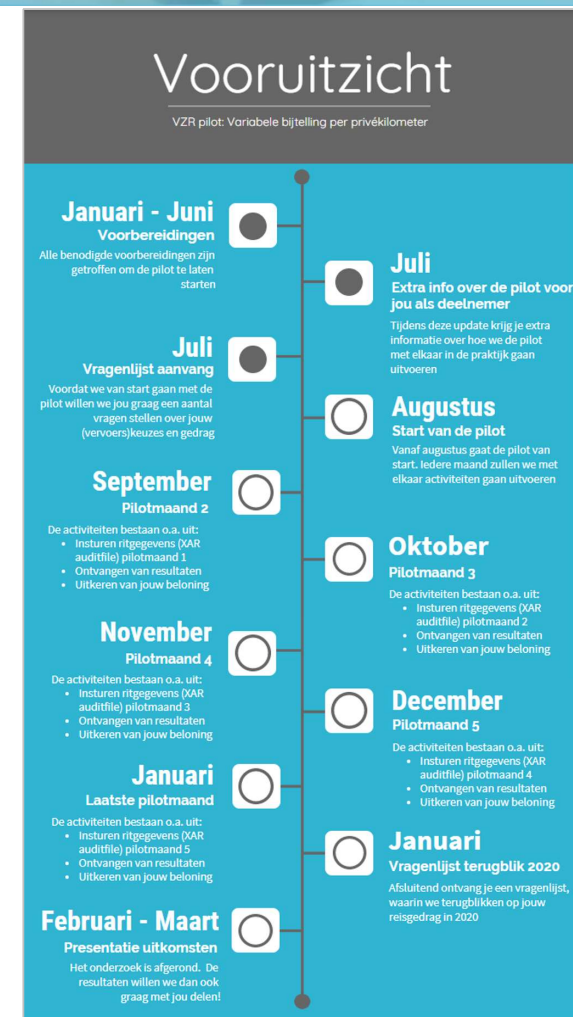 Vooruitzicht
VZR pilot: Variabele bijtelling per privékilometer
Januari - Juni
Voorbereidingen
Alle benodigde voorbereidingen zijn
getroffen om de pilot te laten
starten
Juli
Extra info over de pilot voor
jou als deelnemer
Tijdens deze update krijg je extra
informatie over hoe we de pilot
met elkaar in de praktijk gaan
uitvoeren
Juli
Vragenlijst aanvang
Voordat we van start gaan met de
pilot willen we jou graag een aantal
vragen stellen over jouw
(vervoers)keuzes en gedrag
Augustus
Start van de pilot
Vanaf augustus gaat de pilot van
start. Iedere maand zullen we met
elkaar activiteiten gaan uitvoeren
September
Pilotmaand 2
De activiteiten bestaan o.a. uit:
• Insturen ritgegevens (XAR
auditfile) pilotmaand 1
• Ontvangen van resultaten
• Uitkeren van jouw beloning
Oktober
Pilotmaand 3
De activiteiten bestaan o.a. uit:
• Insturen ritgegevens (XAR
auditfile) pilotmaand 2
• Ontvangen van resultaten
• Uitkeren van jouw beloning
November
Pilotmaand 4
De activiteiten bestaan o.a. uit:
• Insturen ritgegevens (XAR
auditfile) pilotmaand 3
• Ontvangen van resultaten
• Uitkeren van jouw beloning
December
Pilotmaand 5
De activiteiten bestaan o.a. uit:
• Insturen ritgegevens (XAR
auditfile) pilotmaand 4
• Ontvangen van resultaten
• Uitkeren van jouw beloning
Januari
Laatste pilotmaand
De activiteiten bestaan o.a. uit:
• Insturen ritgegevens (XAR
auditfile) pilotmaand 5
• Ontvangen van resultaten
• Uitkeren van jouw beloning
Januari
Vragenlijst terugblik 2020
Afsluitend ontvang je een vragenlijst,
waarin we terugblikken op jouw
reisgedrag in 2020
Februari - Maart
Presentatie uitkomsten
Het onderzoek is afgerond. De
resultaten willen we dan ook
graag met jou delen!